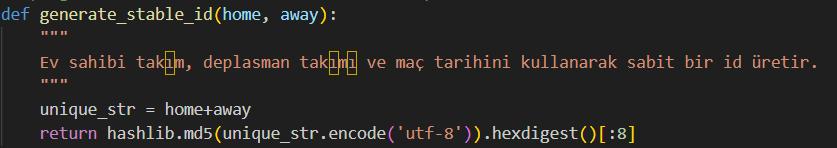 def generate_stable_id(home, away):
"""
Ev sahibi takım, deplasman takımı ve maç tarihini kullanarak sabit bir id üretir.
"""
unique_str = home+away
return hashlib.md5(unique_str.encode('utf-8')).hexdigest()[:8]